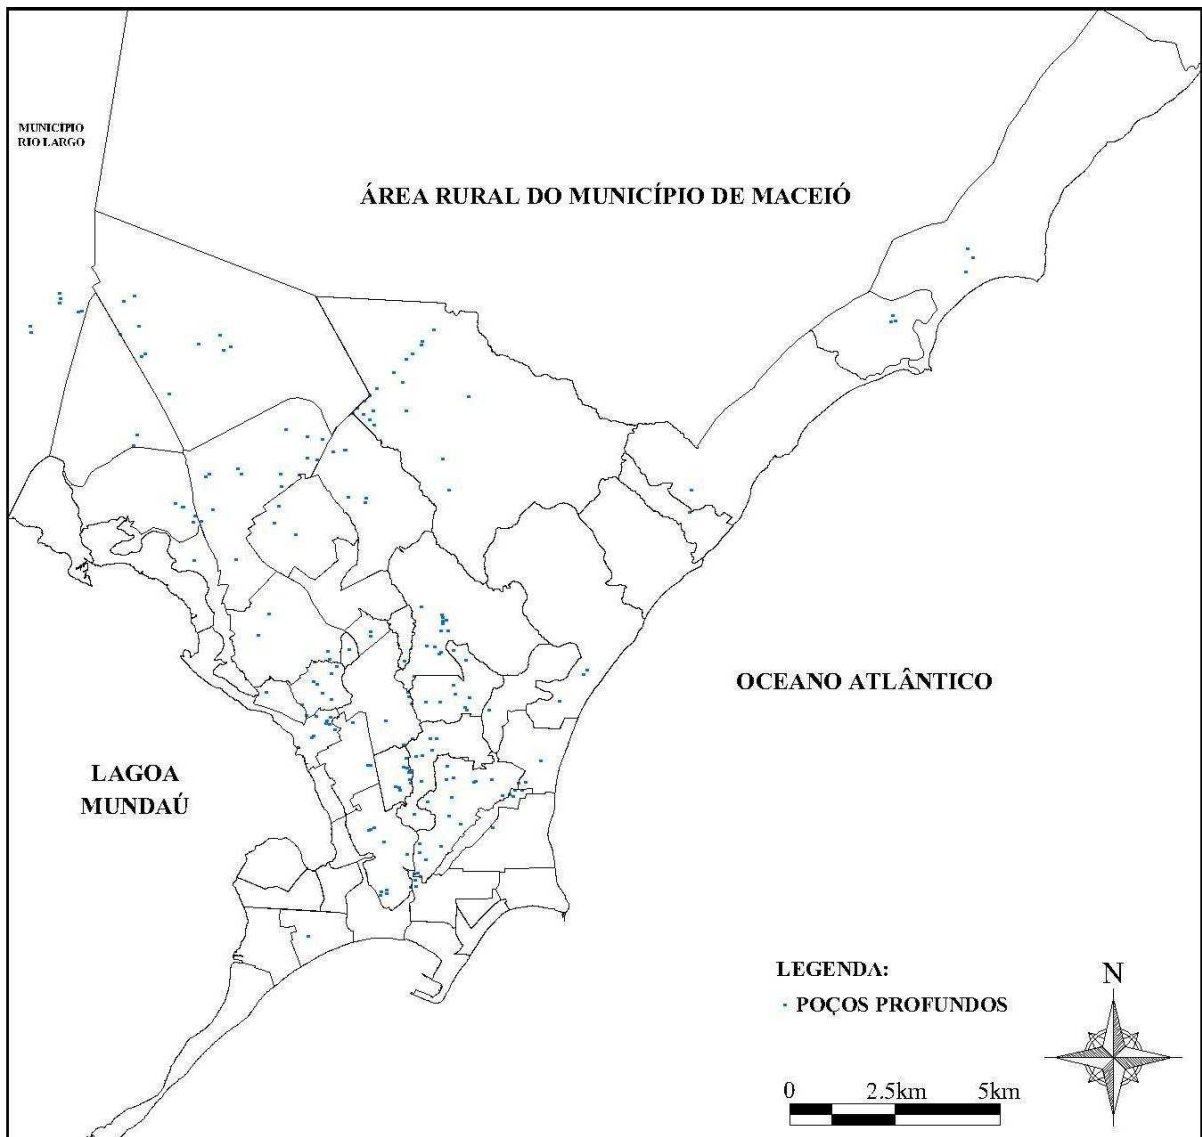 MUNICÍPIO
RIO LARGO
ÁREA RURAL DO MUNICÍPIO DE MACEIÓ
OCEANO ATLÂNTICO
LAGOA
MUNDAÚ
LEGENDA:
POÇOS PROFUNDOS
N
0 2.5km 5km